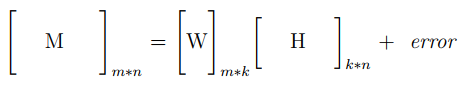 [ M ]_{m*n} = [W]_{m*k} [ H ]_{k*n} + error